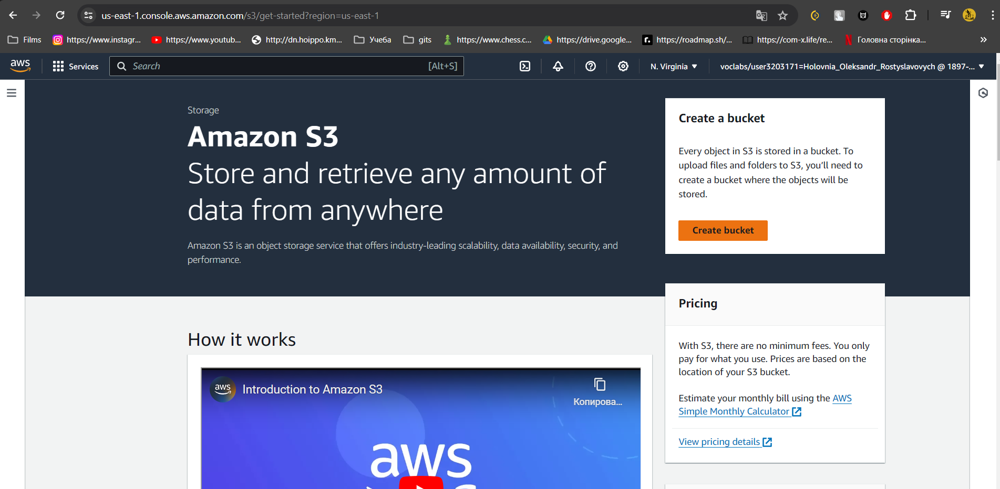 us-east-1.console.aws.amazon.com/s3/get-started?region=us-east-1
Films
https://www.instagr...
https://www.youtub...
http://dn.hoippo.km...
Учеба
gits
https://www.chess.c...
https://drive.google...
https://roadmap.sh/...
https://com-x.life/re...
Головна сторінка...
aws
Services
Search
[Alt+S]
N. Virginia
voclabs/user3203171=Holovnia_Oleksandr_Rostyslavovych @ 1897-...
Storage
Amazon S3
Store and retrieve any amount of
data from anywhere
Amazon S3 is an object storage service that offers industry-leading scalability, data availability, security, and
performance.
Create a bucket
Every object in S3 is stored in a bucket. To
upload files and folders to S3, you’ll need to
create a bucket where the objects will be
stored.
Create bucket
Pricing
With S3, there are no minimum fees. You only
pay for what you use. Prices are based on the
location of your S3 bucket.
Estimate your monthly bill using the AWS
Simple Monthly Calculator
View pricing details
How it works
aws
Introduction to Amazon S3
Копирова...
aws